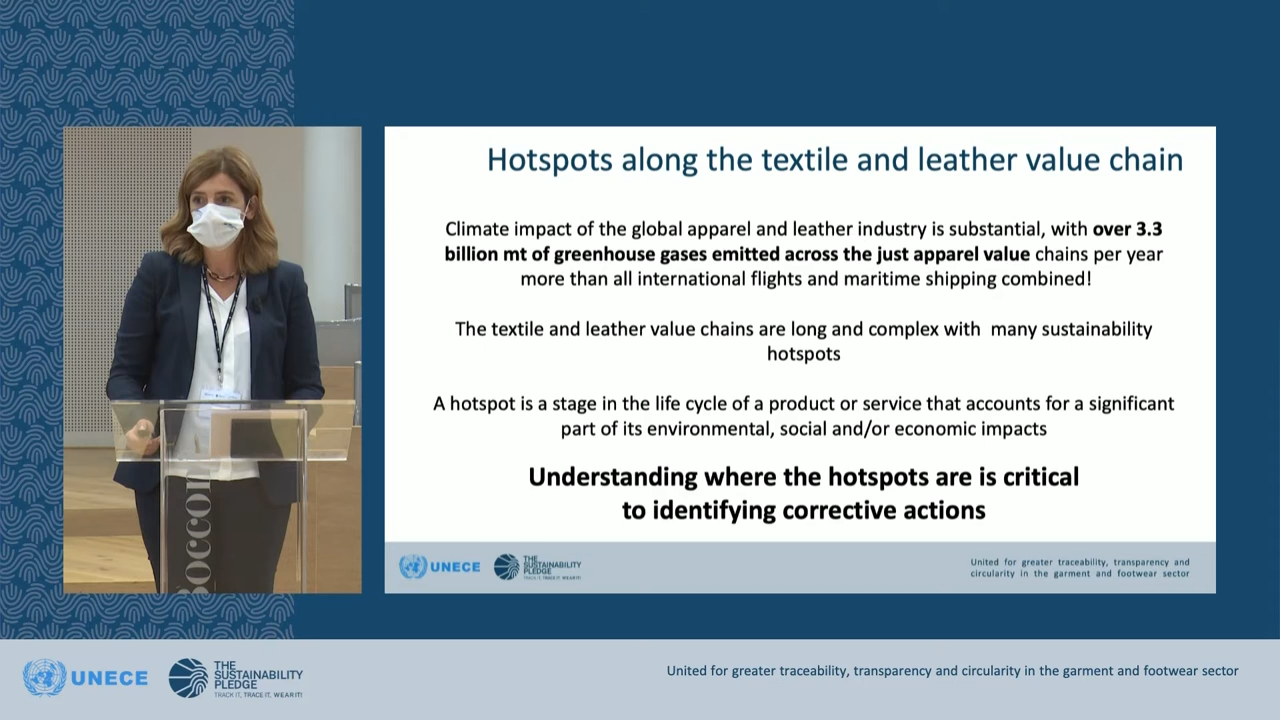 Hotspots along the textile and leather value chain
Climate impact of the global apparel and leather industry is substantial, with over 3.3
billion mt of greenhouse gases emitted across the just apparel value chains per year
more than all international flights and maritime shipping combined!
The textile and leather value chains are long and complex with many sustainability
hotspots
A hotspot is a stage in the life cycle of a product or service that accounts for a significant
part of its environmental, social and/or economic impacts
Understanding where the hotspots are is critical
to identifying corrective actions
UNECE
THE
SUSTAINABILITY
PLEDGE
TRACK IT, TRACE IT, WEAR IT!
United for greater traceability, transparency and
circularity in the garment and footwear sector
UNECE
THE
SUSTAINABILITY
PLEDGE
TRACK IT, TRACE IT, WEAR IT!
United for greater traceability, transparency and circularity in the garment and footwear sector